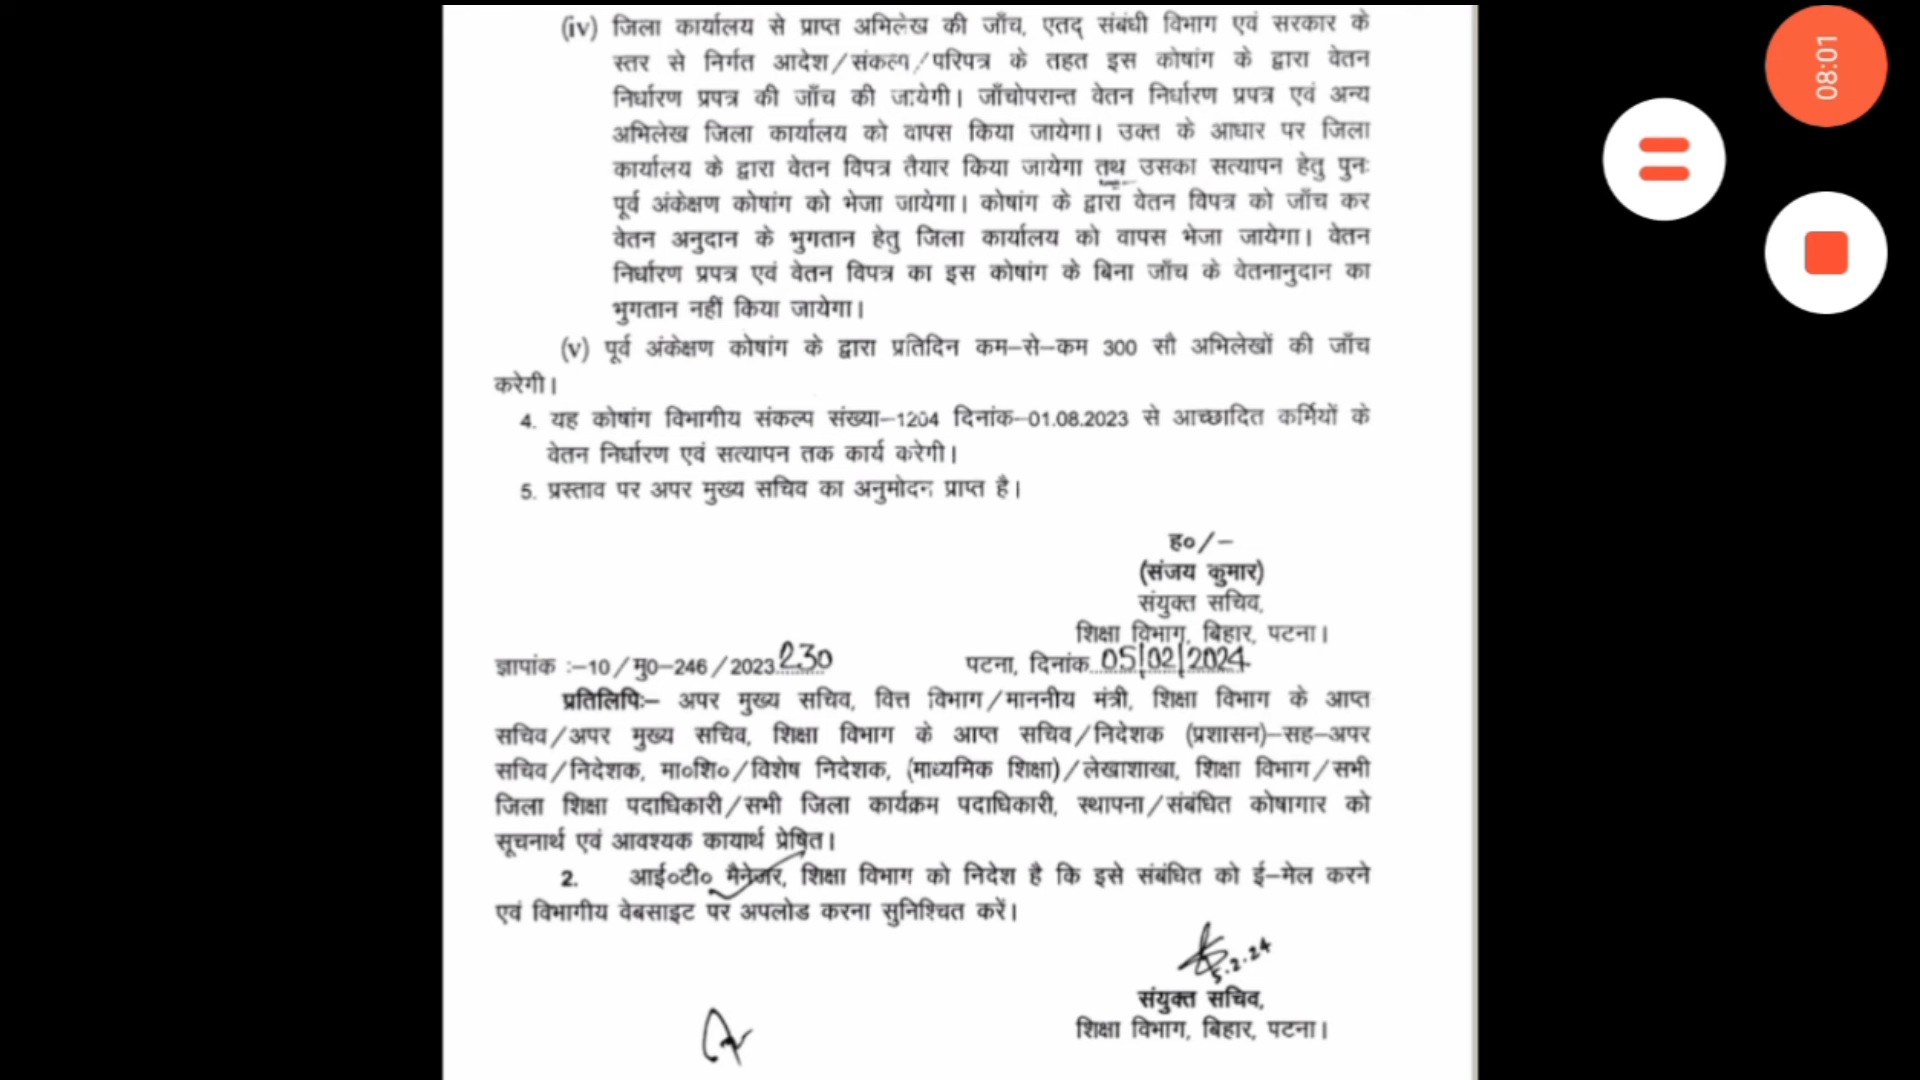 (iv) जिला कार्यालय से प्राप्त अभिलेख की जाँच, एतद् संबंधी विभाग एवं सरकार के
स्तर से निर्गत आदेश/संकल्प/परिपत्र के तहत इस कोषांग के द्वारा वेतन
निर्धारण प्रपत्र की जाँच की जायेगी। जाँचोपरान्त वेतन निर्धारण प्रपत्र एवं अन्य
अभिलेख जिला कार्यालय को वापस किया जायेगा। उक्त के आधार पर जिला
कार्यालय के द्वारा वेतन विपत्र तैयार किया जायेगा तथ उसका सत्यापन हेतु पुनः
पूर्व अंकेक्षण कोषांग को भेजा जायेगा। कोषांग के द्वारा वेतन विपत्र को जाँच कर
वेतन अनुदान के भुगतान हेतु जिला कार्यालय को वापस भेजा जायेगा। वेतन
निर्धारण प्रपत्र एवं वेतन विपत्र का इस कोषांग के बिना जाँच के वेतनानुदान का
भुगतान नहीं किया जायेगा।
(v) पूर्व अंकेक्षण कोषांग के द्वारा प्रतिदिन कम–से–कम 300 सौ अभिलेखों की जाँच
करेगी।
4. यह कोषांग विभागीय संकल्प संख्या–1204 दिनांक–01.08.2023 से आच्छादित कर्मियों के
वेतन निर्धारण एवं सत्यापन तक कार्य करेगी।
5. प्रस्ताव पर अपर मुख्य सचिव का अनुमोदन प्राप्त है।
ह०/–
(संजय कुमार)
संयुक्त सचिव,
शिक्षा विभाग, बिहार, पटना।
ज्ञापांक :–10/मु0–246/2023 230 पटना, दिनांक 05|02|2024
प्रतिलिपिः– अपर मुख्य सचिव, वित्त विभाग/माननीय मंत्री, शिक्षा विभाग के आप्त
सचिव/अपर मुख्य सचिव, शिक्षा विभाग के आप्त सचिव/निदेशक (प्रशासन)–सह–अपर
सचिव/निदेशक, मा०शि०/विशेष निदेशक, (माध्यमिक शिक्षा)/लेखाशाखा, शिक्षा विभाग/सभी
जिला शिक्षा पदाधिकारी/सभी जिला कार्यक्रम पदाधिकारी, स्थापना/संबंधित कोषागार को
सूचनार्थ एवं आवश्यक कायार्थ प्रेषित।
2. आई०टी० मैनेजर, शिक्षा विभाग को निदेश है कि इसे संबंधित को ई–मेल करने
एवं विभागीय वेबसाइट पर अपलोड करना सुनिश्चित करें।
5.2.24
संयुक्त सचिव,
शिक्षा विभाग, बिहार, पटना।
08:01